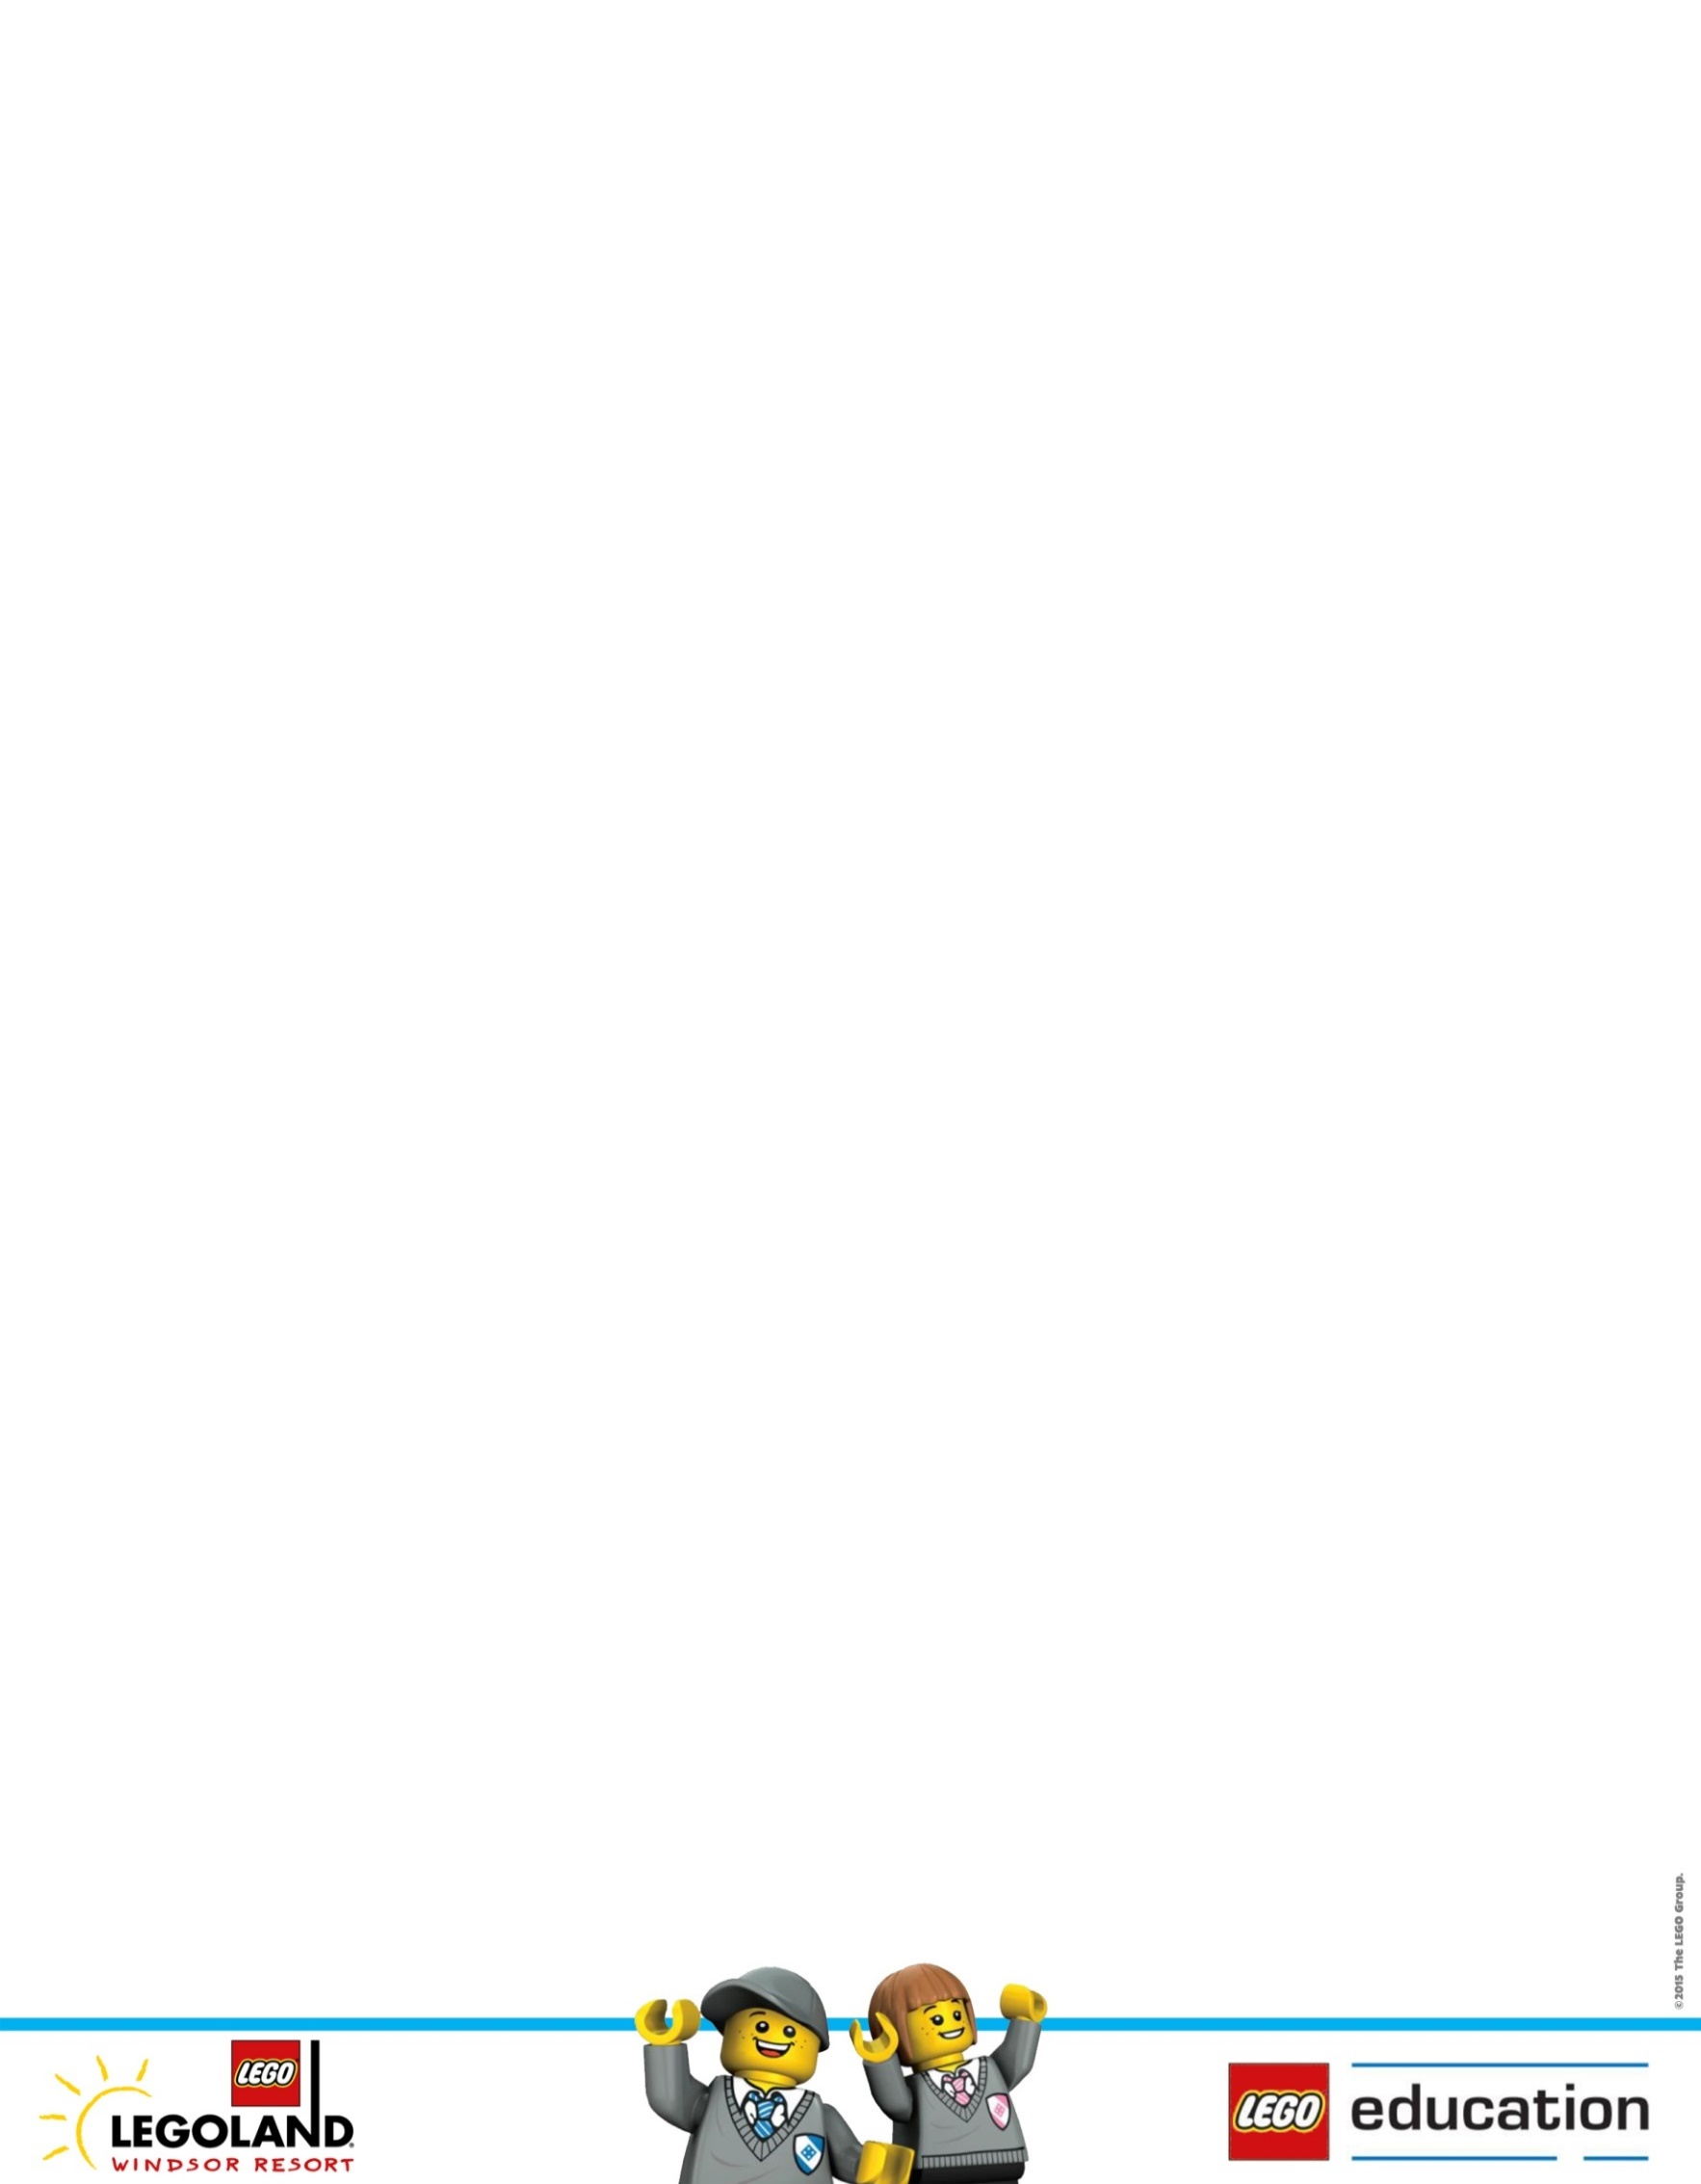 ©2015 The LEGO Group.
LEGO
LEGOLAND®
WINDSOR RESORT
LEGO
education